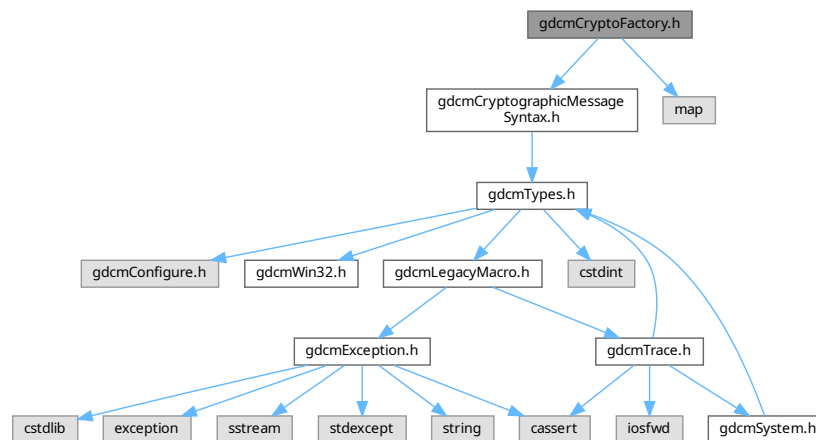 gdcmCryptoFactory.h
gdcmCryptographicMessage
Syntax.h
map
gdcmTypes.h
gdcmConfigure.h
gdcmWin32.h
gdcmLegacyMacro.h
cstdint
gdcmException.h
gdcmTrace.h
cstdlib
exception
sstream
stdexcept
string
cassert
iosfwd
gdcmSystem.h